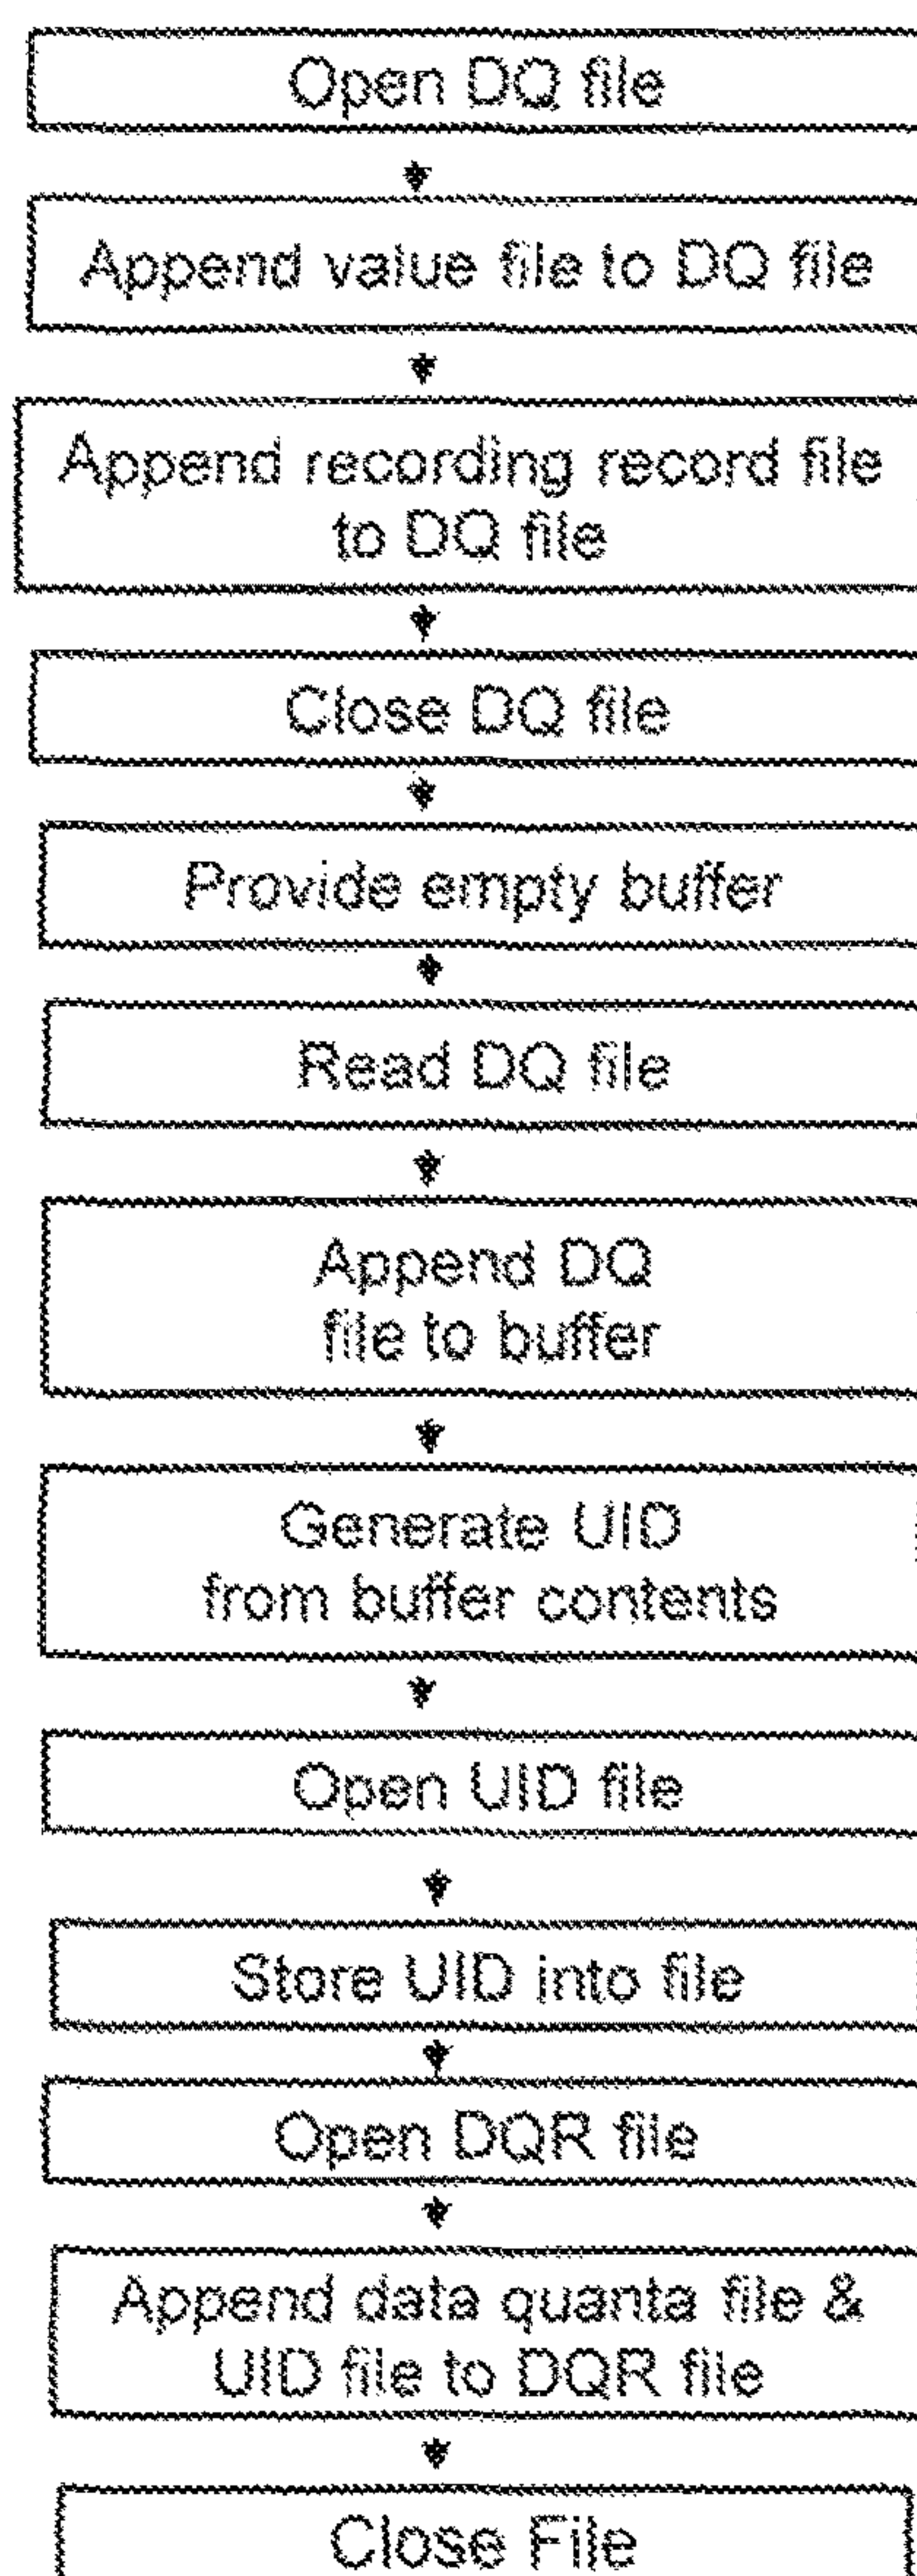 Open DQ file
Append value file to DQ file
Append recording record file
to DQ file
Close DQ file
Provide empty buffer
Read DQ file
Append DQ
file to buffer
Generate UID
from buffer contents
Open UID file
Store UID into file
Open DQR file
Append data quanta file &
UID file to DQR file
Close File